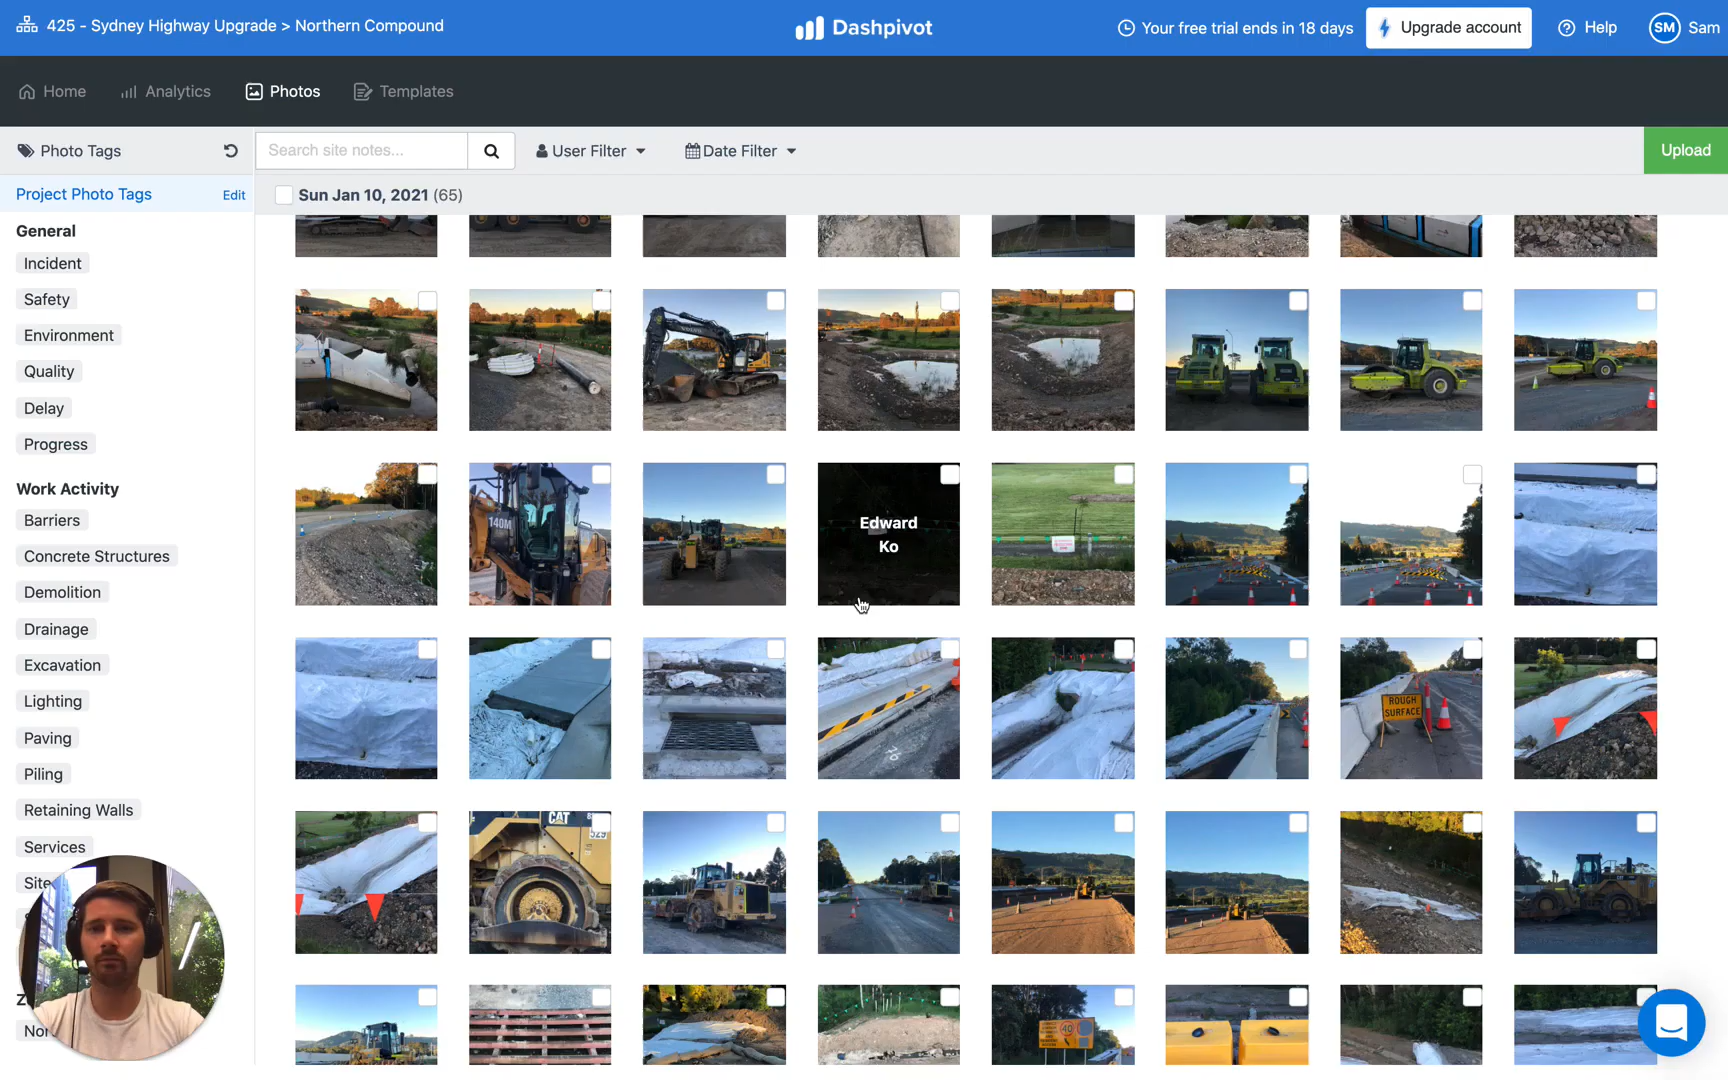 425 - Sydney Highway Upgrade > Northern Compound
Dashpivot
Your free trial ends in 18 days
Upgrade account
Help
SM
Sam
Home
Analytics
Photos
Templates
Photo Tags
Search site notes...
User Filter
Date Filter
Upload
Project Photo Tags
Edit
Sun Jan 10, 2021 (65)
General
Incident
Safety
Environment
Quality
Delay
Progress
Work Activity
Barriers
Concrete Structures
Demolition
Drainage
Excavation
Lighting
Paving
Piling
Retaining Walls
Services
Site
140M
Edward
Ko
ROUGH
SURFACE
CAT
529
40